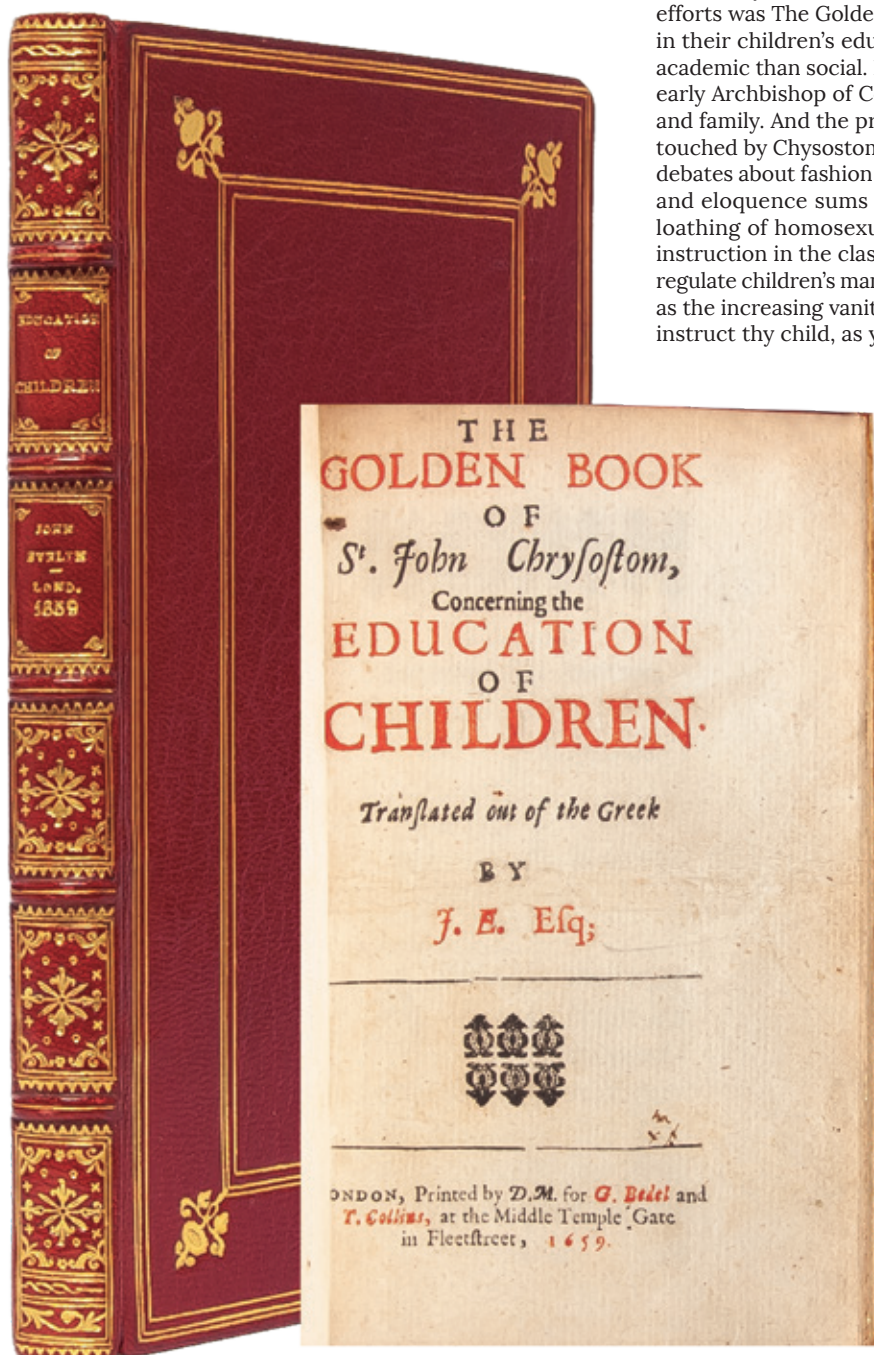 efforts was The Golde
in their children's edu
academic than social.
early Archbishop of C
and family. And the pr
touched by Chysoston
debates about fashion
and eloquence sums
loathing of homosexu
instruction in the clas
regulate children's mar
as the increasing vanit
instruct thy child, as y
EDUCATION
OF
CHILDREN
JOHN
EVELYN
LOND.
1659
THE
GOLDEN BOOK
OF
St. John Chryſoſtom,
Concerning the
EDUCATION
OF
CHILDREN.
Tranſlated out of the Greek
BY
J. E. Eſq;
ONDON, Printed by D.M. for G. Bedel and
T. Collins, at the Middle Temple Gate
in Fleetſtreet, 1659.